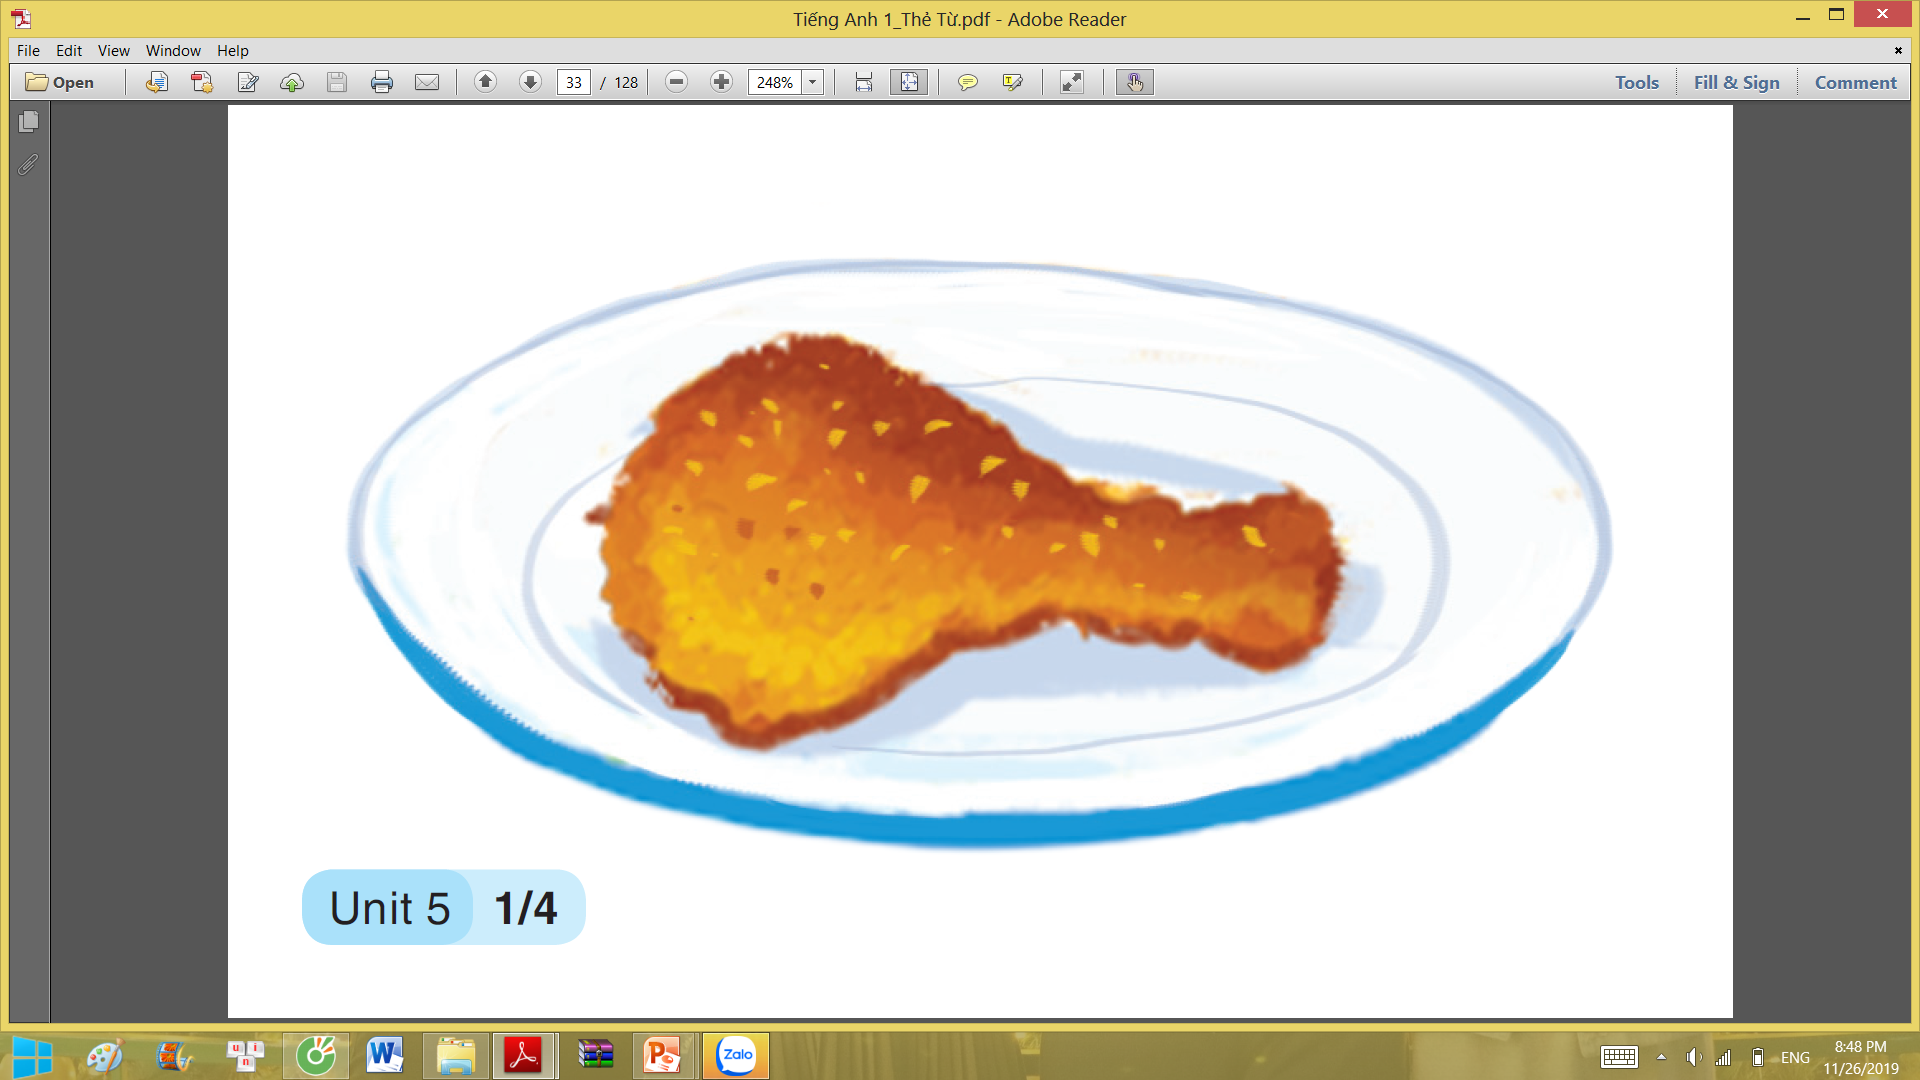 Tiếng Anh 1_Thẻ Từ.pdf - Adobe Reader
File Edit View Window Help
Open 33 / 128 248% Tools Fill & Sign Comment
Unit 5 1/4
u n i n
W P Zalo
ENG 8:48 PM
11/26/2019